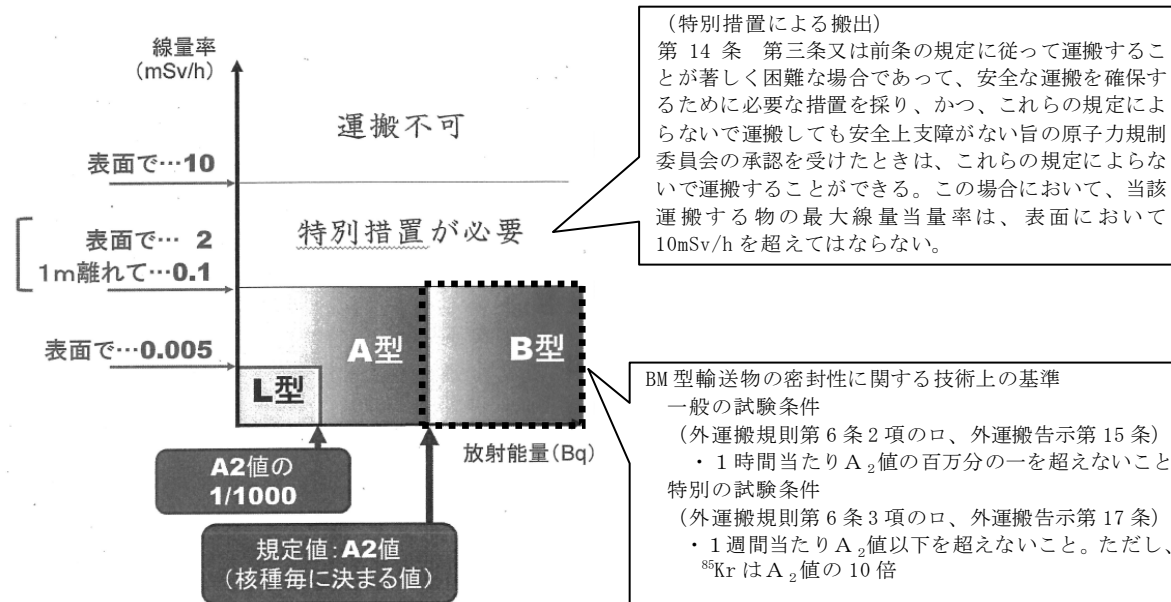 線量率
(mSv/h)
運搬不可
表面で…10
特別措置が必要
表面で… 2
1m離れて…0.1
表面で…0.005
A型
B型
L型
放射能量(Bq)
A2値の
1/1000
規定値:A2値
(核種毎に決まる値)
(特別措置による搬出)
第 14 条 第三条又は前条の規定に従って運搬するこ
とが著しく困難な場合であって、安全な運搬を確保す
るために必要な措置を採り、かつ、これらの規定によ
らないで運搬しても安全上支障がない旨の原子力規制
委員会の承認を受けたときは、これらの規定によらな
いで運搬することができる。この場合において、当該
運搬する物の最大線量当量率は、表面において
10mSv/h を超えてはならない。
BM 型輸送物の密封性に関する技術上の基準
一般の試験条件
(外運搬規則第 6 条 2 項のロ、外運搬告示第 15 条)
・1時間当たりA₂値の百万分の一を超えないこと
特別の試験条件
(外運搬規則第 6 条 3 項のロ、外運搬告示第 17 条)
・1週間当たりA₂値以下を超えないこと。ただし、
⁸⁵Kr はA₂値の 10 倍